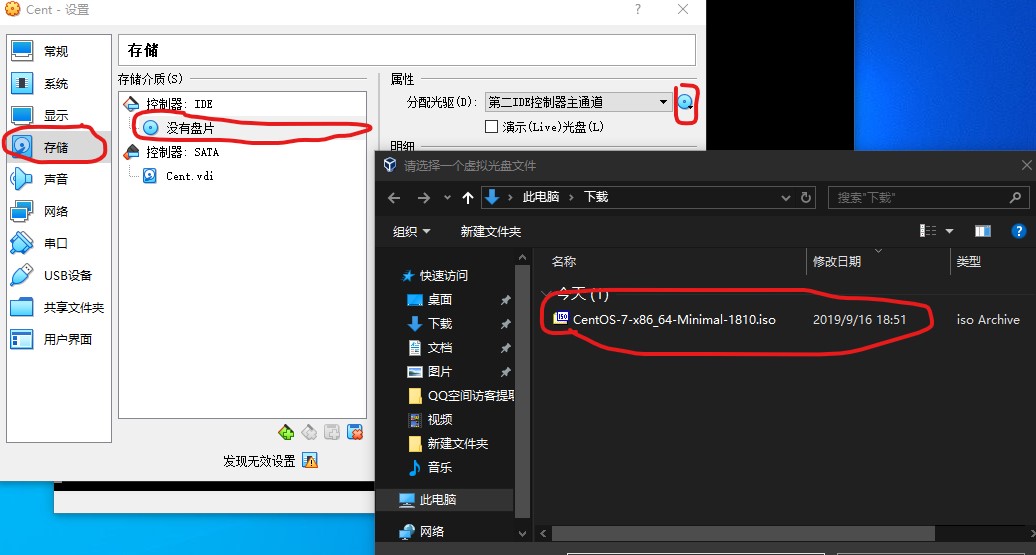 Cent - 设置
常规
系统
显示
存储
声音
网络
串口
USB设备
共享文件夹
用户界面
存储
存储介质(S)
控制器: IDE
没有盘片
控制器: SATA
Cent.vdi
发现无效设置
属性
分配光驱(D): 第二IDE控制器主通道
演示(Live)光盘(L)
明细
请选择一个虚拟光盘文件
此电脑 › 下载
搜索"下载"
组织
新建文件夹
快速访问
桌面
下载
文档
图片
QQ空间访客提取
视频
新建文件夹
音乐
此电脑
网络
名称 修改日期 类型
今天 (1)
CentOS-7-x86_64-Minimal-1810.iso 2019/9/16 18:51 iso Archive